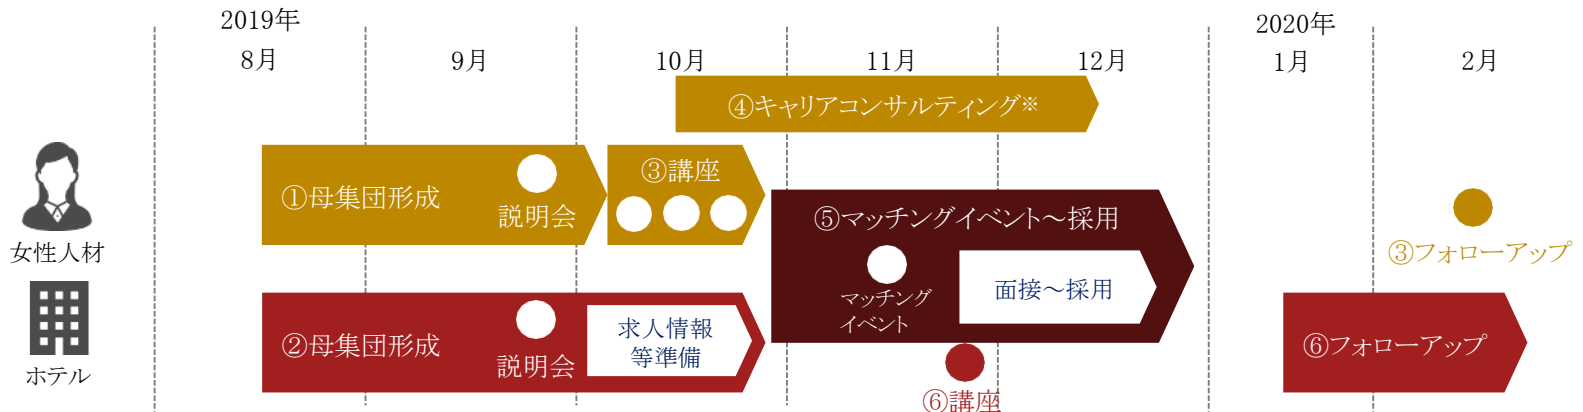 2019年
2020年
8月
9月
10月
11月
12月
1月
2月
④キャリアコンサルティング※
女性人材
①母集団形成
説明会
③講座
⑤マッチングイベント～採用
マッチング
イベント
面接～採用
③フォローアップ
ホテル
②母集団形成
説明会
求人情報
等準備
⑥講座
⑥フォローアップ